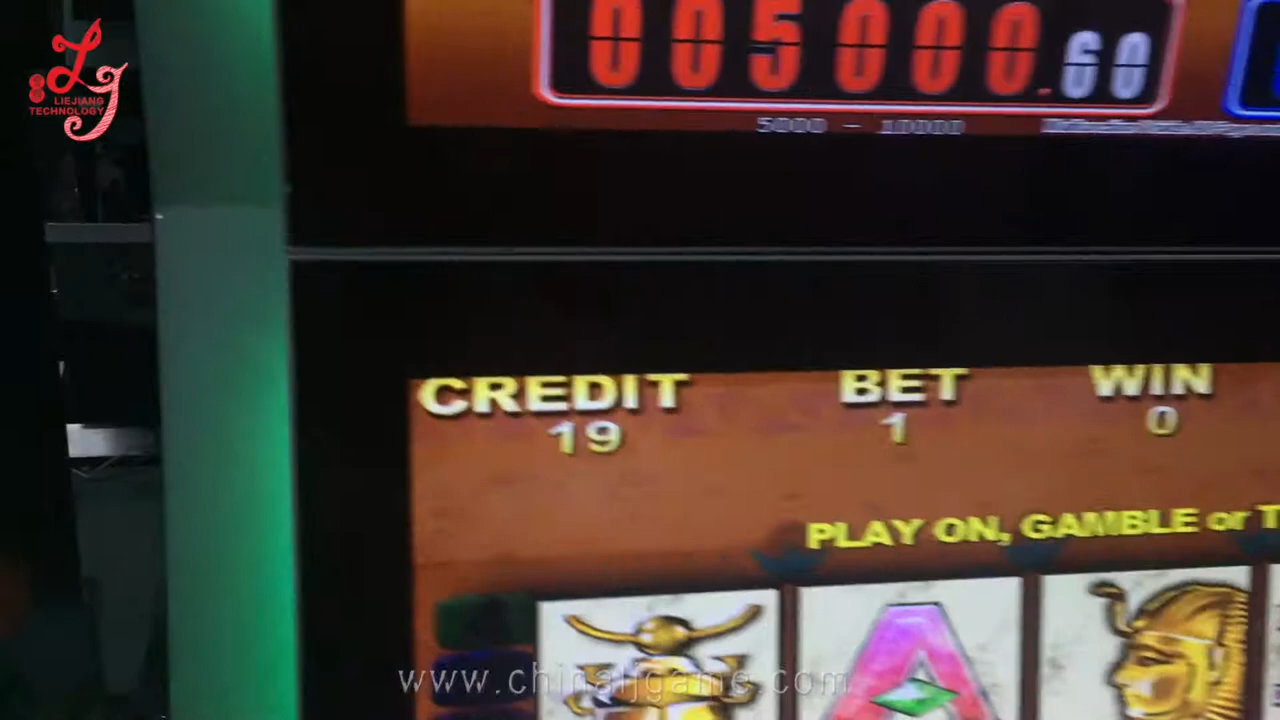 LIEJIANG
TECHNOLOGY
005000.60
5000 - 10000
CREDIT BET WIN
19 1 0
PLAY ON, GAMBLE or T
A
www.chinaljgame.com